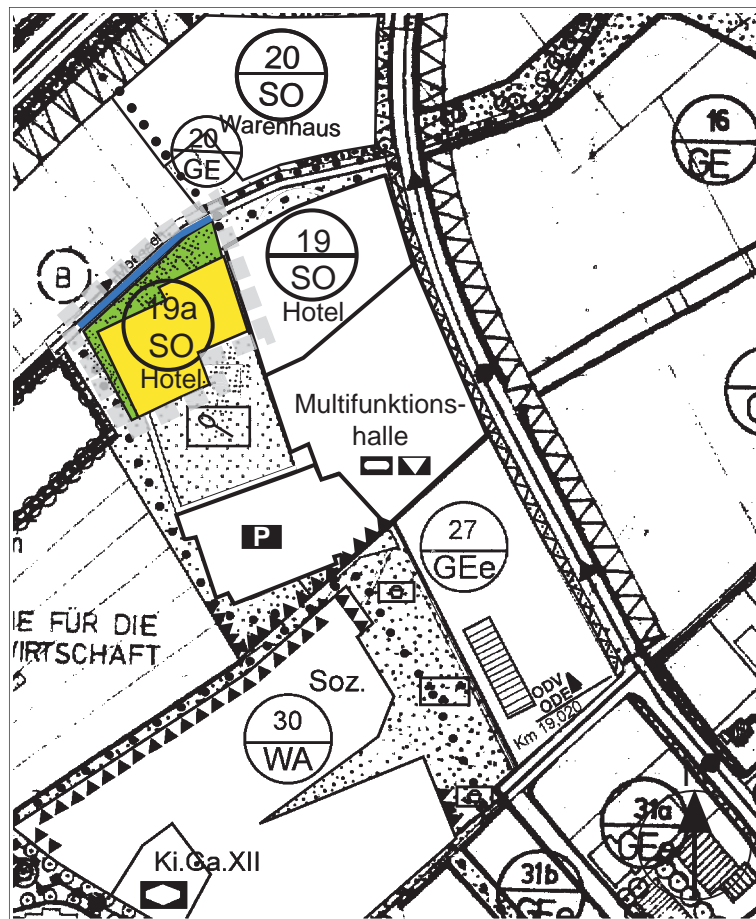 20
SO
Warenhaus
20
GE
16
GE
19
SO
Hotel
B
19a
SO
Hotel
Multifunktions-
halle
P
27
GEe
IE FÜR DIE
IRTSCHAFT
Soz.
30
WA
ODV
ODE
Km 19,020
Ki.Ga.XII
31a
GEe
31b
GEe